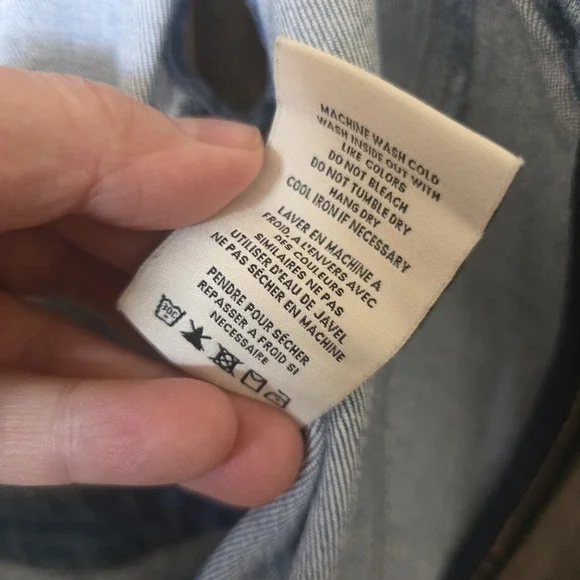 MACHINE WASH COLD
WASH INSIDE OUT WITH
LIKE COLORS
DO NOT BLEACH
DO NOT TUMBLE DRY
HANG DRY
COOL IRON IF NECESSARY
LAVER EN MACHINE A
FROID, A L'ENVERS AVEC
DES COULEURS
SIMILAIRES NE PAS
UTILISER D'EAU DE JAVEL
NE PAS SÉCHER EN MACHINE
PENDRE POUR SÉCHER
REPASSER A FROID SI
NECESSAIRE
30C